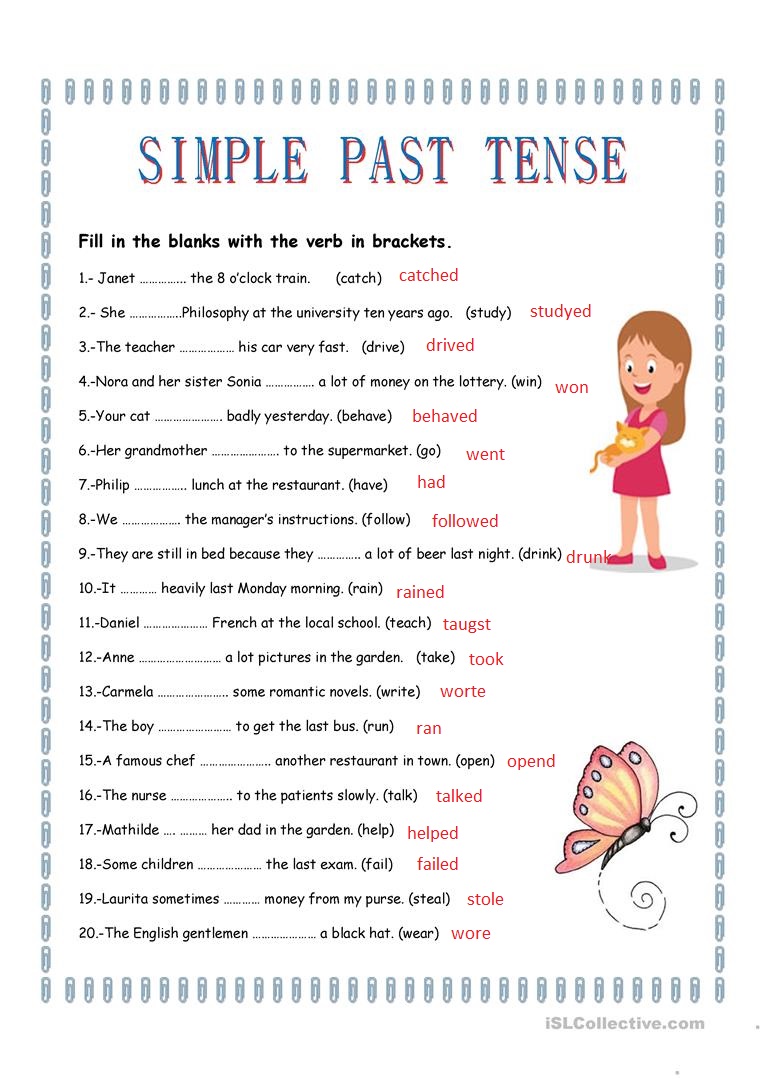 SIMPLE PAST TENSE
Fill in the blanks with the verb in brackets.
1.- Janet ………….. the 8 o’clock train. (catch) catched
2.- She ……………..Philosophy at the university ten years ago. (study) studyed
3.-The teacher ……………… his car very fast. (drive) drived
4.-Nora and her sister Sonia ……………. a lot of money on the lottery. (win) won
5.-Your cat …………………. badly yesterday. (behave) behaved
6.-Her grandmother …………………. to the supermarket. (go) went
7.-Philip …………….. lunch at the restaurant. (have) had
8.-We ………………. the manager’s instructions. (follow) followed
9.-They are still in bed because they ………….. a lot of beer last night. (drink) drunk
10.-It ………… heavily last Monday morning. (rain) rained
11.-Daniel ………………… French at the local school. (teach) taugst
12.-Anne ……………………… a lot pictures in the garden. (take) took
13.-Carmela ………………….. some romantic novels. (write) worte
14.-The boy …………………… to get the last bus. (run) ran
15.-A famous chef ………………….. another restaurant in town. (open) opend
16.-The nurse ……………….. to the patients slowly. (talk) talked
17.-Mathilde …. ……… her dad in the garden. (help) helped
18.-Some children ………………… the last exam. (fail) failed
19.-Laurita sometimes ………… money from my purse. (steal) stole
20.-The English gentlemen ………………… a black hat. (wear) wore
iSLCollective.com